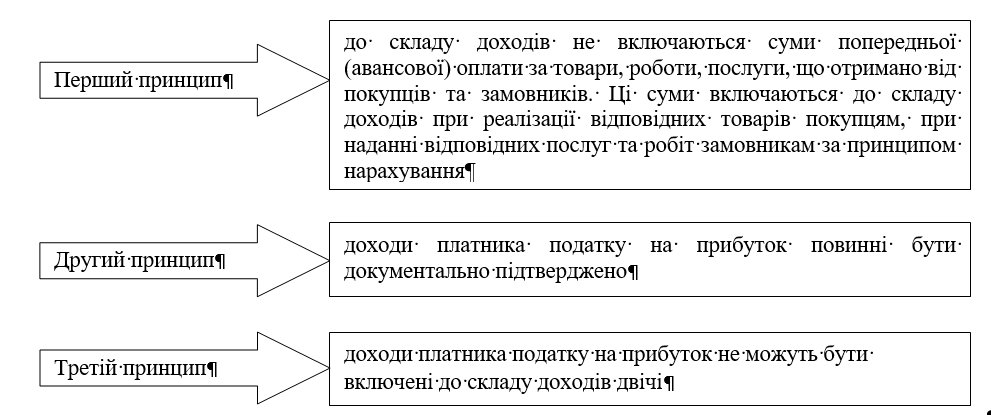 Перший принцип¶
до складу доходів не включаються суми попередньої
(авансової) оплати за товари, роботи, послуги, що отримано від
покупців та замовників. Ці суми включаються до складу
доходів при реалізації відповідних товарів покупцям, при
наданні відповідних послуг та робіт замовникам за принципом
нарахування¶
Другий принцип¶
доходи платника податку на прибуток повинні бути
документально підтверджено¶
Третій принцип¶
доходи платника податку на прибуток не можуть бути
включені до складу доходів двічі¶